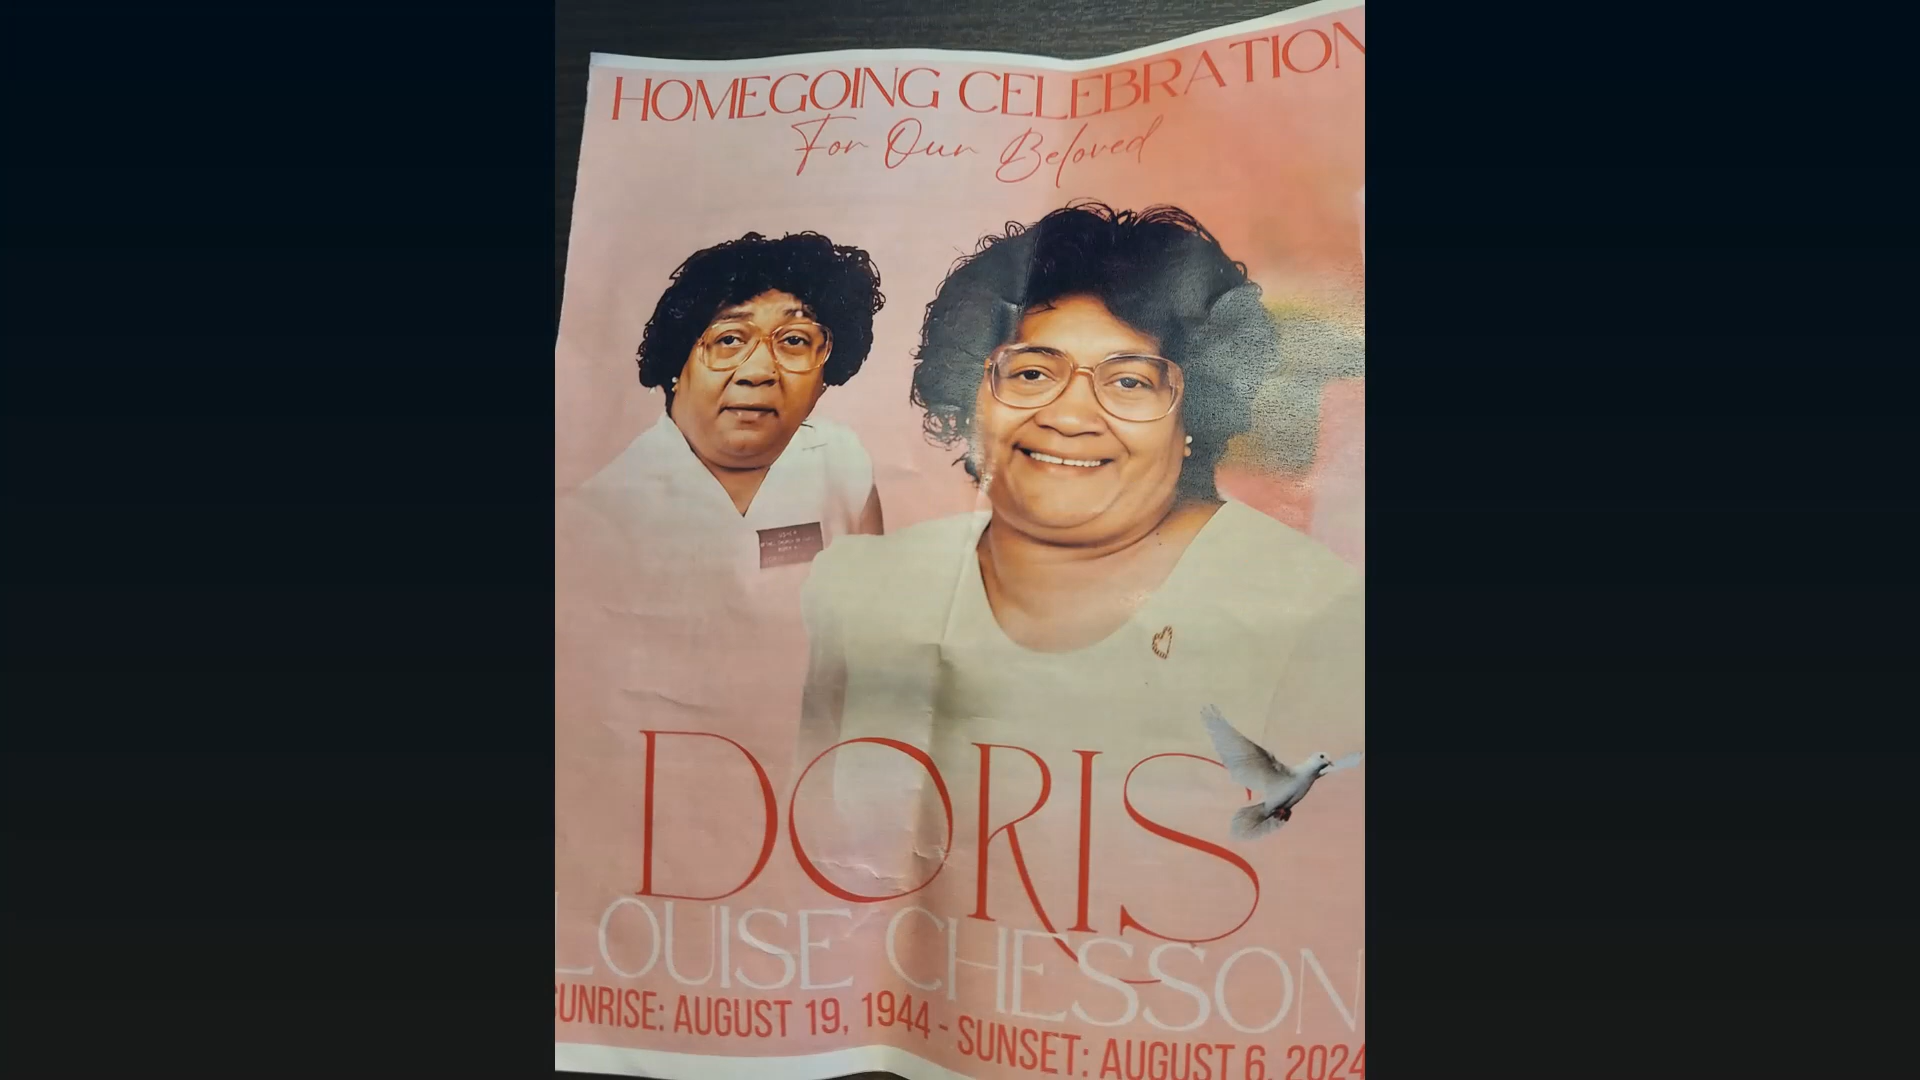 HOMEGOING CELEBRATION
For Our Beloved
DORIS
LOUISE CHESSON
SUNRISE: AUGUST 19, 1944 - SUNSET: AUGUST 6, 2024